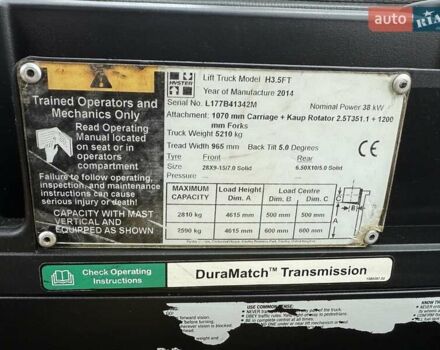 auto
RIA
HYSTER
Lift Truck Model H3.5FT
Year of Manufacture 2014
Serial No. L177B41342M Nominal Power 38 kW
Attachment: 1070 mm Carriage + Kaup Rotator 2.5T351.1 + 1200
mm Forks
Truck Weight 5210 kg
Tread Width 965 mm Back Tilt 5.0 Degrees
Tyre Front Rear
Size 28X9-15/7.0 Solid 6.50X10/5.0 Solid
MAXIMUM CAPACITY Load Height Dim. A Load Centre Dim. B Dim. C
2810 kg 4615 mm 500 mm 500 mm
2590 kg 4615 mm 600 mm 600 mm
B C
A
CE
Trained Operators and
Mechanics Only
Read Operating
Manual located
on seat or in
operators
compartment
Failure to follow operating,
inspection, and maintenance
instructions can cause
serious injury or death!
CAPACITY WITH MAST
VERTICAL AND
EQUIPPED AS SHOWN
Check Operating
Instructions
DuraMatch™ Transmission
COMMON SENSE